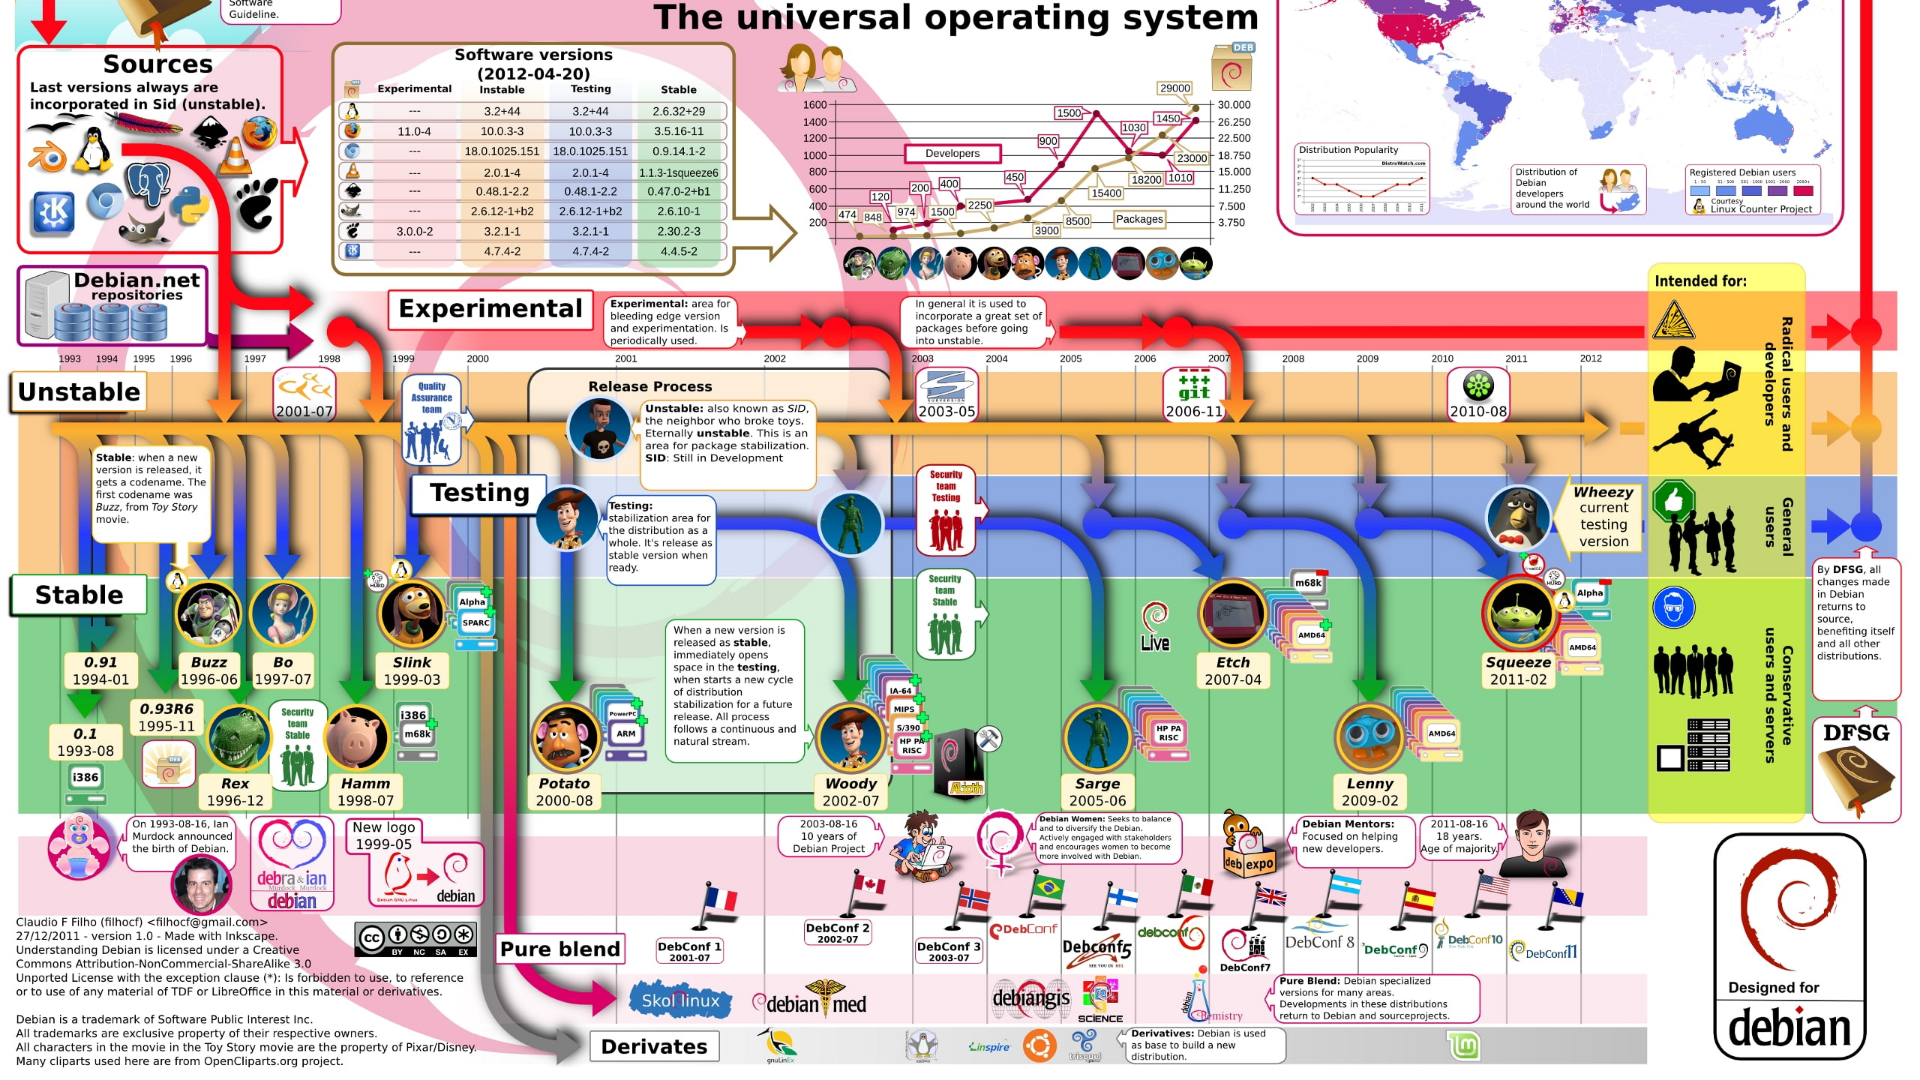 Software
Guideline.
The universal operating system
Sources
Last versions always are
incorporated in Sid (unstable).
Software versions
(2012-04-20)
Experimental Instable Testing Stable
--- 3.2+44 3.2+44 2.6.32+29
11.0-4 10.0.3-3 10.0.3-3 3.5.16-11
--- 18.0.1025.151 18.0.1025.151 0.9.14.1-2
--- 2.0.1-4 2.0.1-4 1.1.3-1squeeze6
--- 0.48.1-2.2 0.48.1-2.2 0.47.0-2+b1
--- 2.6.12-1+b2 2.6.12-1+b2 2.6.10-1
3.0.0-2 3.2.1-1 3.2.1-1 2.30.2-3
--- 4.7.4-2 4.7.4-2 4.4.5-2
DEB
1600
1400
1200
1000
800
600
400
200
30.000
26.250
22.500
18.750
15.000
11.250
7.500
3.750
Developers
Packages
120
200
400
450
900
1500
1030
1010
1450
474
848
974
1500
2250
3900
8500
15400
18200
23000
29000
Distribution Popularity
DistroWatch.com
Distribution of
Debian
developers
around the world
Registered Debian users
Courtesy
Linux Counter Project
Debian.net
repositories
Experimental
Experimental: area for
bleeding edge version
and experimentation. Is
periodically used.
In general it is used to
incorporate a great set of
packages before going
into unstable.
1993 1994 1995 1996 1997 1998 1999 2000 2001 2002 2003 2004 2005 2006 2007 2008 2009 2010 2011 2012
Intended for:
Radical users and
developers
General
users
Conservative
users and servers
Unstable
2001-07
Quality
Assurance
team
Release Process
Unstable: also known as SID,
the neighbor who broke toys.
Eternally unstable. This is an
area for package stabilization.
SID: Still in Development
SUBVERSION
2003-05
git
2006-11
2010-08
Stable: when a new
version is released, it
gets a codename. The
first codename was
Buzz, from Toy Story
movie.
Testing
Testing:
stabilization area for
the distribution as a
whole. It's release as
stable version when
ready.
Security
team
Testing
Wheezy
current
testing
version
Stable
Security
team
Stable
When a new version is
released as stable,
immediately opens
space in the testing,
when starts a new cycle
of distribution
stabilization for a future
release. All process
follows a continuous and
natural stream.
By DFSG, all
changes made
in Debian
returns to
source,
benefiting itself
and all other
distributions.
DFSG
0.91
1994-01
0.1
1993-08
i386
0.93R6
1995-11
DEB
Buzz
1996-06
Rex
1996-12
Bo
1997-07
Security
team
Stable
Hamm
1998-07
i386
m68k
HURD
Slink
1999-03
Alpha
SPARC
Potato
2000-08
PowerPC
ARM
Woody
2002-07
IA-64
MIPS
S/390
HP PA
RISC
Alioth
Sarge
2005-06
HP PA
RISC
Live
Etch
2007-04
m68k
AMD64
Lenny
2009-02
AMD64
Squeeze
2011-02
HURD
Alpha
AMD64
On 1993-08-16, Ian
Murdock announced
the birth of Debian.
debra & ian
Murdock Murdock
debian
New logo
1999-05
Debian GNU Linux
debian
2003-08-16
10 years of
Debian Project
Debian Women: Seeks to balance
and to diversify the Debian.
Actively engaged with stakeholders
and encourages women to become
more involved with Debian.
deb expo
Debian Mentors:
Focused on helping
new developers.
2011-08-16
18 years.
Age of majority.
DebConf 1
2001-07
DebConf 2
2002-07
DebConf 3
2003-07
DebConf
Debconf5
debconf6
DebConf7
DebConf 8
DebConf9
DebConf10
DebConf11
Claudio F Filho (filhocf) <filhocf@gmail.com>
27/12/2011 - version 1.0 - Made with Inkscape.
Understanding Debian is licensed under a Creative
Commons Attribution-NonCommercial-ShareAlike 3.0
Unported License with the exception clause (*): Is forbidden to use, to reference
or to use of any material of TDF or LibreOffice in this material or derivatives.
cc
BY NC SA EX
Debian is a trademark of Software Public Interest Inc.
All trademarks are exclusive property of their respective owners.
All characters in the movie in the Toy Story movie are the property of Pixar/Disney.
Many cliparts used here are from OpenCliparts.org project.
Pure blend
Skolelinux
debian med
debiangis
SCIENCE
debian
chemistry
Pure Blend: Debian specialized
versions for many areas.
Developments in these distributions
return to Debian and sourceprojects.
Derivates
gnuLinEx
Linspire
trisquel
Derivatives: Debian is used
as base to build a new
distribution.
Designed for
debian